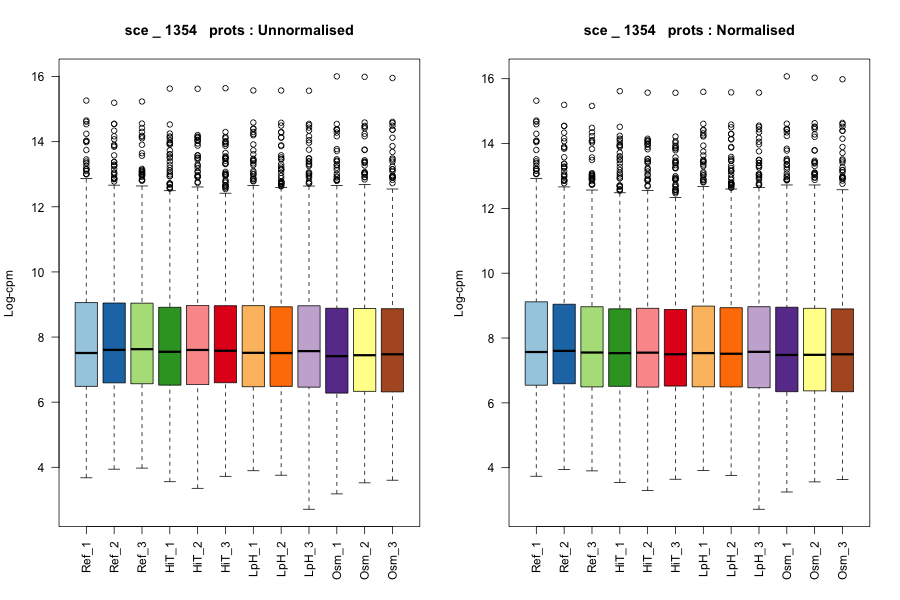 sce _ 1354   prots : Unnormalised
Log-cpm
16
14
12
10
8
6
4
Ref_1
Ref_2
Ref_3
HiT_1
HiT_2
HiT_3
LpH_1
LpH_2
LpH_3
Osm_1
Osm_2
Osm_3
sce _ 1354   prots : Normalised
Log-cpm
16
14
12
10
8
6
4
Ref_1
Ref_2
Ref_3
HiT_1
HiT_2
HiT_3
LpH_1
LpH_2
LpH_3
Osm_1
Osm_2
Osm_3